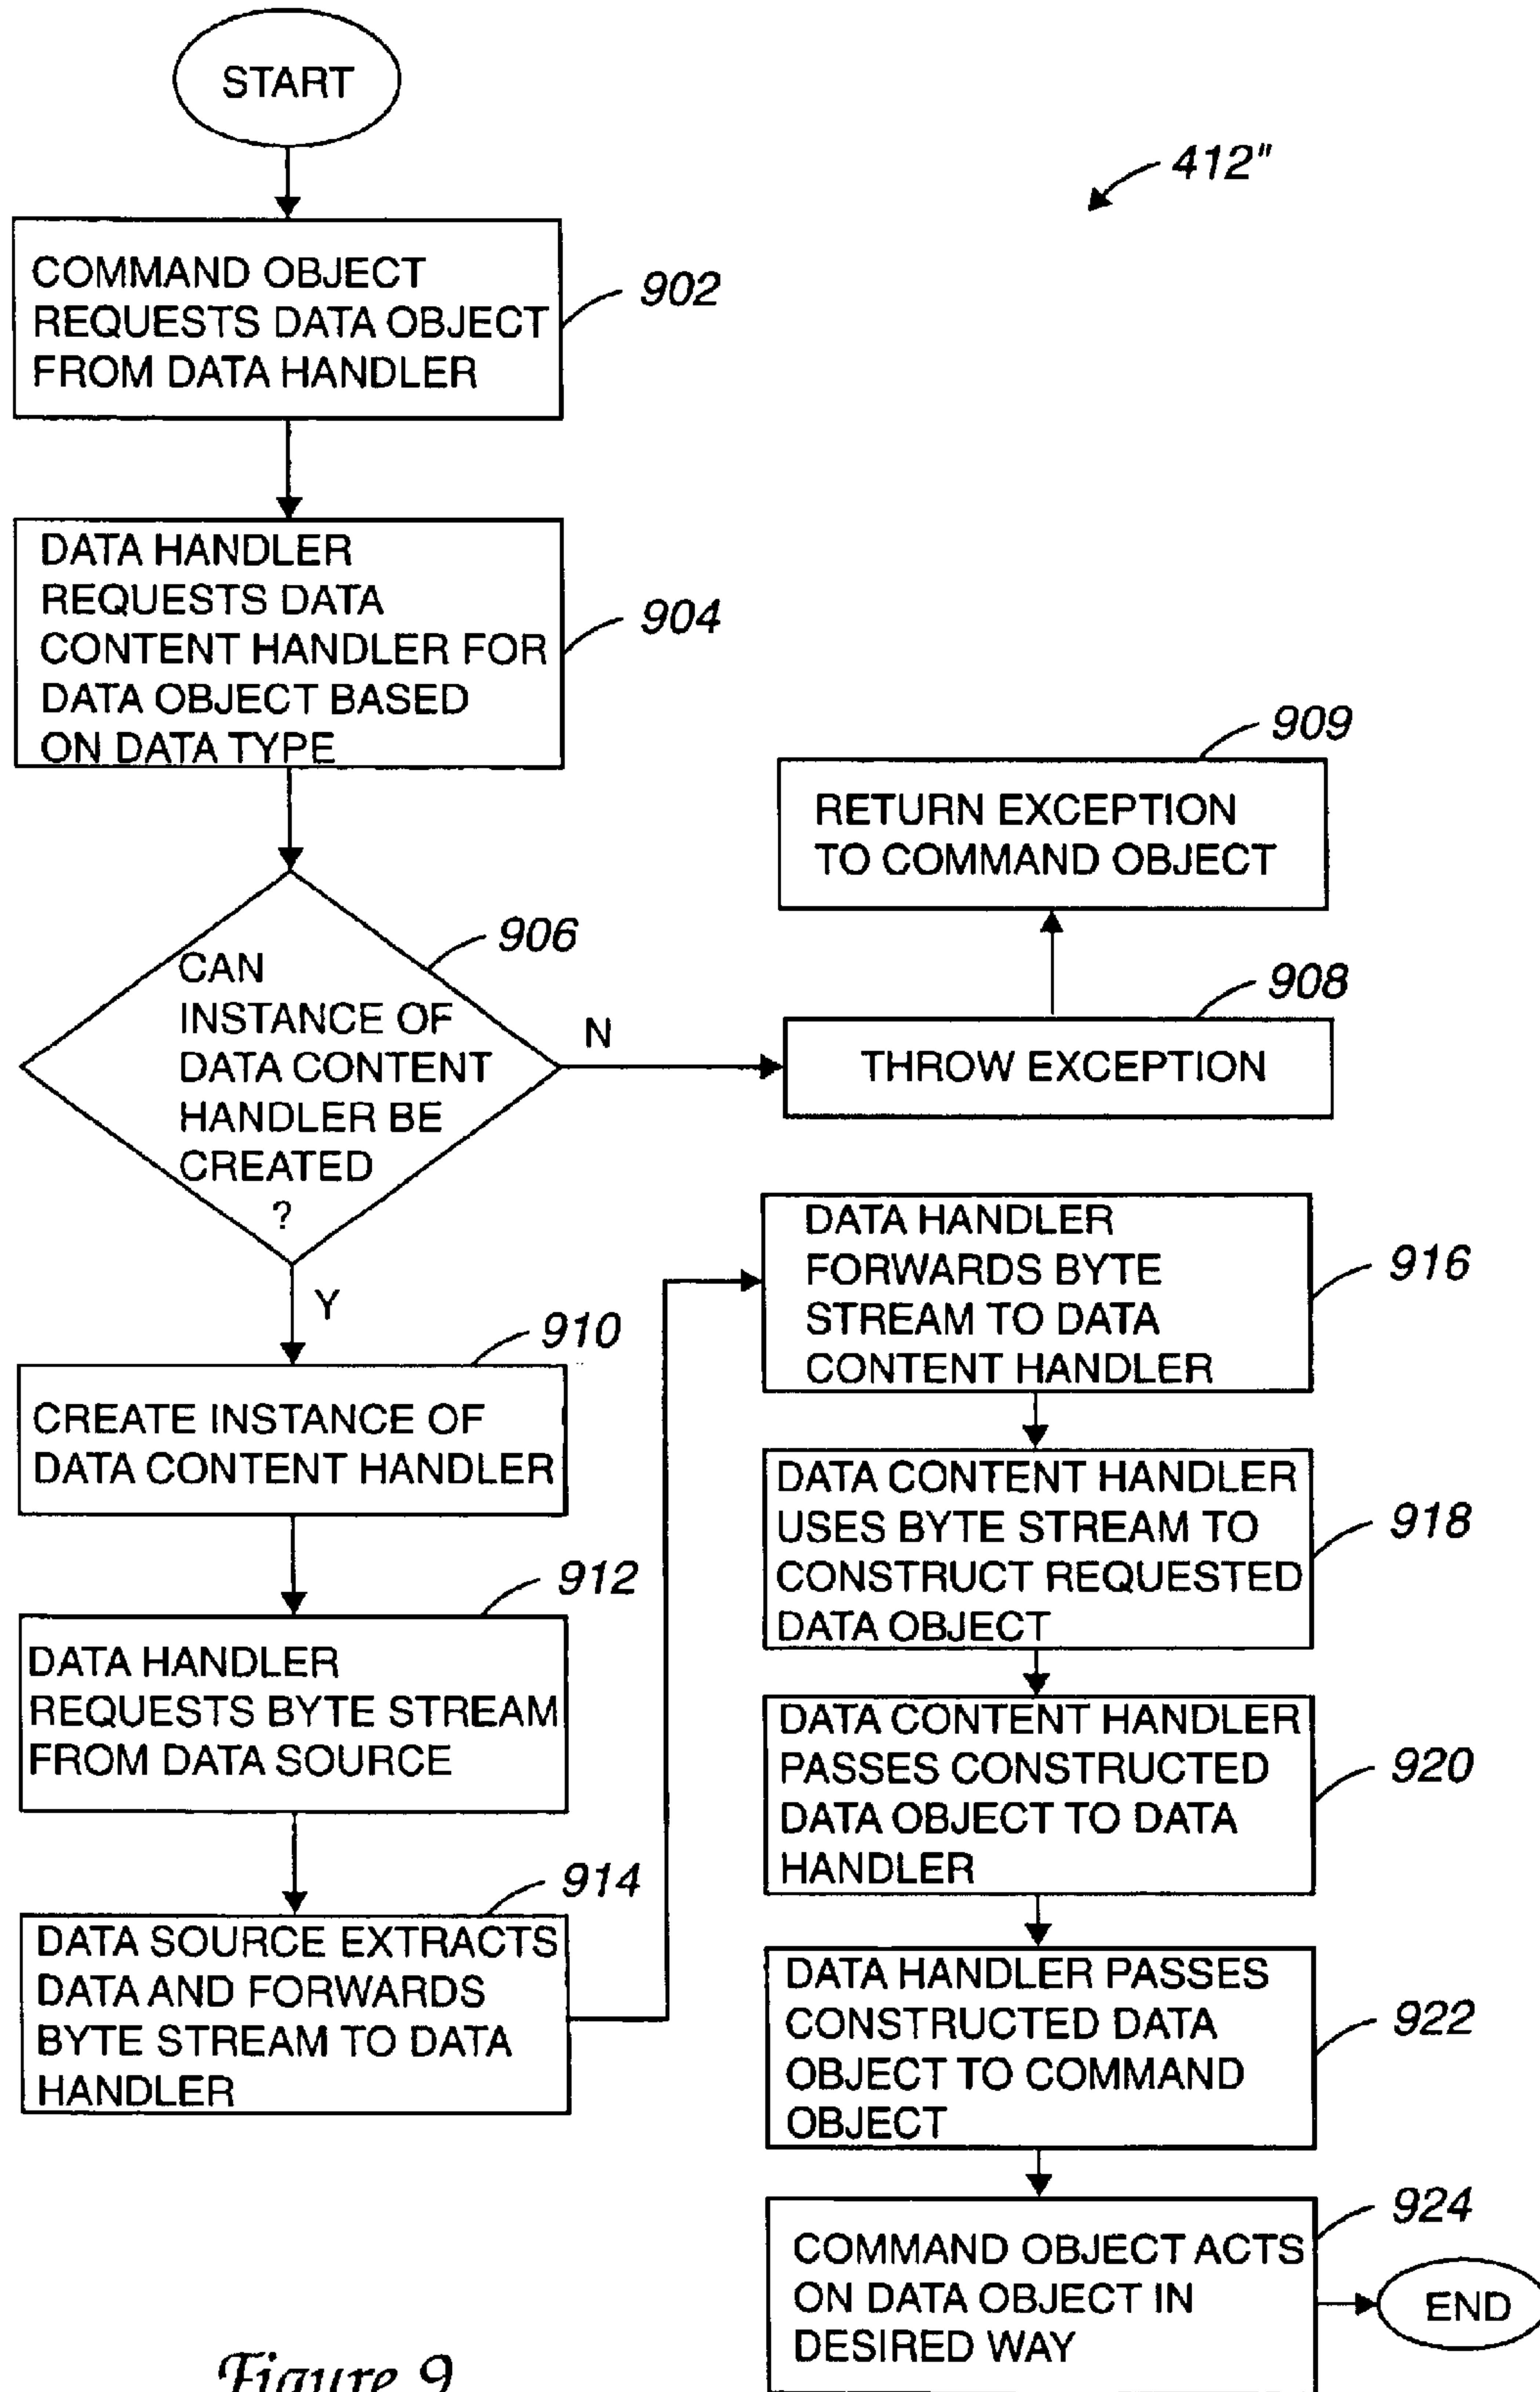 START
412"
COMMAND OBJECT
REQUESTS DATA OBJECT
FROM DATA HANDLER
902
DATA HANDLER
REQUESTS DATA
CONTENT HANDLER FOR
DATA OBJECT BASED
ON DATA TYPE
904
CAN
INSTANCE OF
DATA CONTENT
HANDLER BE
CREATED
?
906
N
Y
909
RETURN EXCEPTION
TO COMMAND OBJECT
908
THROW EXCEPTION
910
CREATE INSTANCE OF
DATA CONTENT HANDLER
912
DATA HANDLER
REQUESTS BYTE STREAM
FROM DATA SOURCE
914
DATA SOURCE EXTRACTS
DATA AND FORWARDS
BYTE STREAM TO DATA
HANDLER
DATA HANDLER
FORWARDS BYTE
STREAM TO DATA
CONTENT HANDLER
916
DATA CONTENT HANDLER
USES BYTE STREAM TO
CONSTRUCT REQUESTED
DATA OBJECT
918
DATA CONTENT HANDLER
PASSES CONSTRUCTED
DATA OBJECT TO DATA
HANDLER
920
DATA HANDLER PASSES
CONSTRUCTED DATA
OBJECT TO COMMAND
OBJECT
922
COMMAND OBJECT ACTS
ON DATA OBJECT IN
DESIRED WAY
924
END
Figure 9